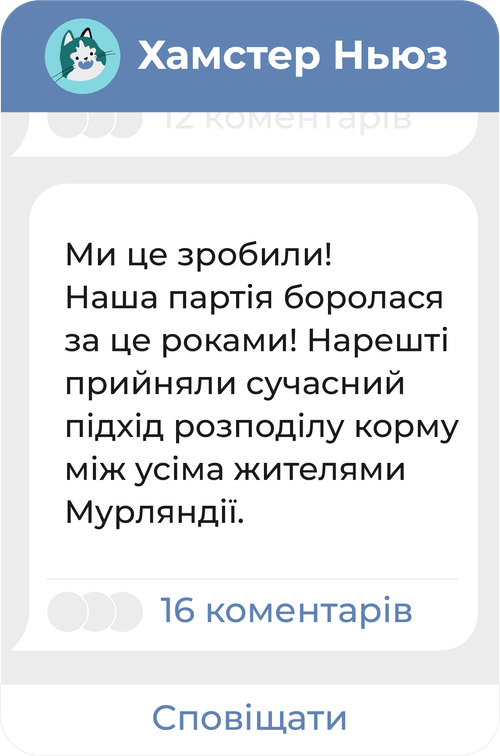 Хамстер Ньюз
12 коментарів
Ми це зробили!
Наша партія боролася
за це роками! Нарешті
прийняли сучасний
підхід розподілу корму
між усіма жителями
Мурляндії.
16 коментарів
Сповіщати